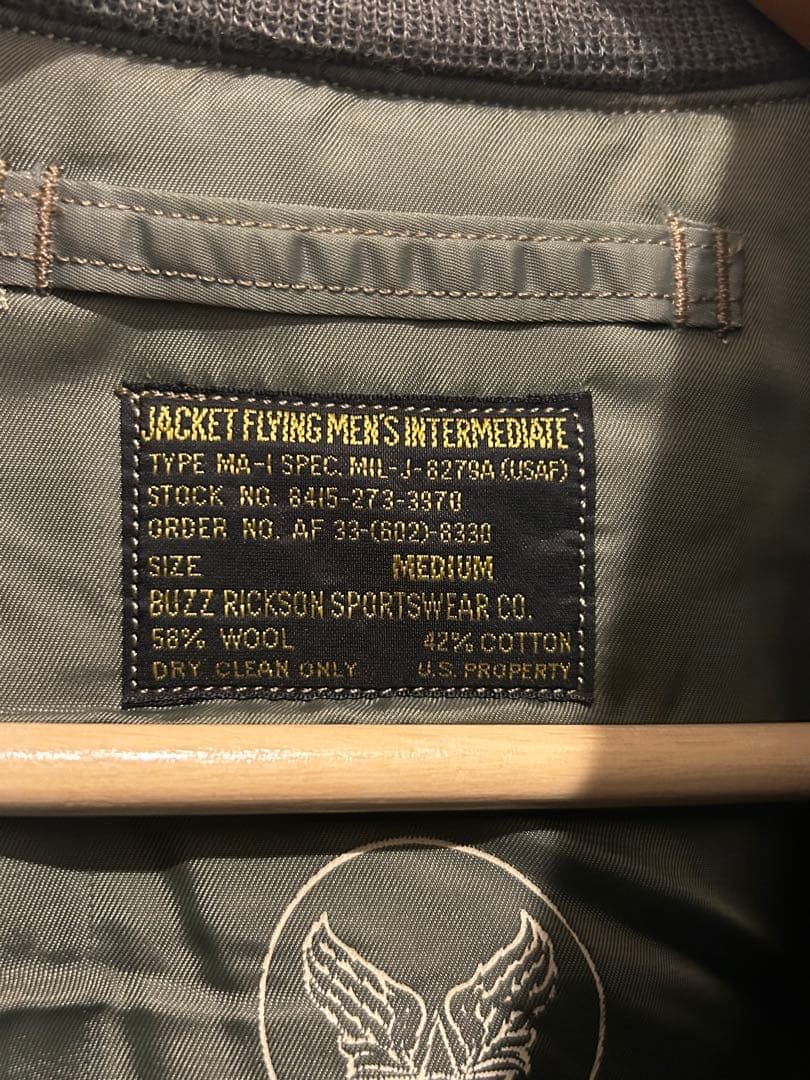 JACKET FLYING MEN'S INTERMEDIATE
TYPE MA-1 SPEC. MIL-J-8279A (USAF)
STOCK NO. 8415-273-3970
ORDER NO. AF 33-(602)-8330
SIZE MEDIUM
BUZZ RICKSON SPORTSWEAR CO.
58% WOOL 42% COTTON
DRY CLEAN ONLY U.S. PROPERTY